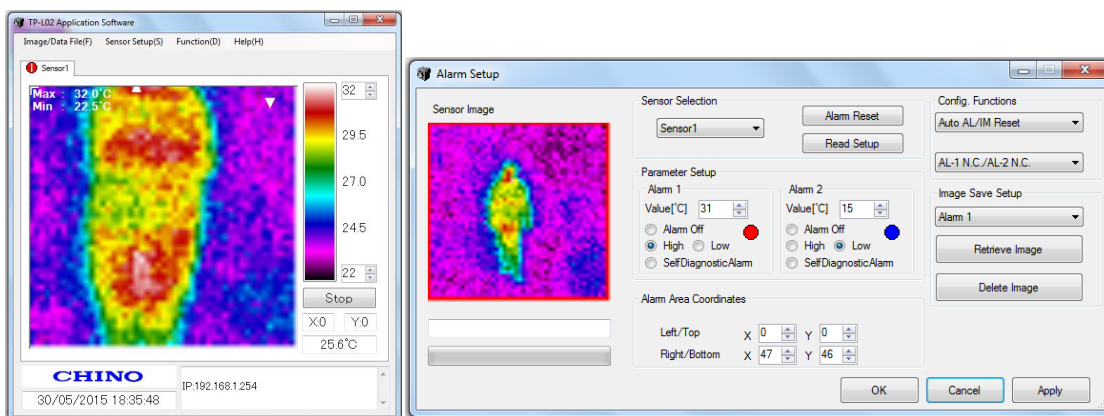 TP-L02 Application Software
Image/Data File(F) Sensor Setup(S) Function(D) Help(H)
Sensor1
Max : 32.0°C
Min : 22.5°C
32
29.5
27.0
24.5
22
Stop
X:0 Y:0
25.6°C
CHINO
30/05/2015 18:35:48
IP:192.168.1.254
Alarm Setup
Sensor Image
Sensor Selection
Sensor1
Alarm Reset
Read Setup
Parameter Setup
Alarm 1
Value[°C] 31
Alarm Off
High Low
SelfDiagnosticAlarm
Alarm 2
Value[°C] 15
Alarm Off
High Low
SelfDiagnosticAlarm
Alarm Area Coordinates
Left/Top X 0 Y 0
Right/Bottom X 47 Y 46
Config. Functions
Auto AL/IM Reset
AL-1 N.C./AL-2 N.C.
Image Save Setup
Alarm 1
Retrieve Image
Delete Image
OK Cancel Apply